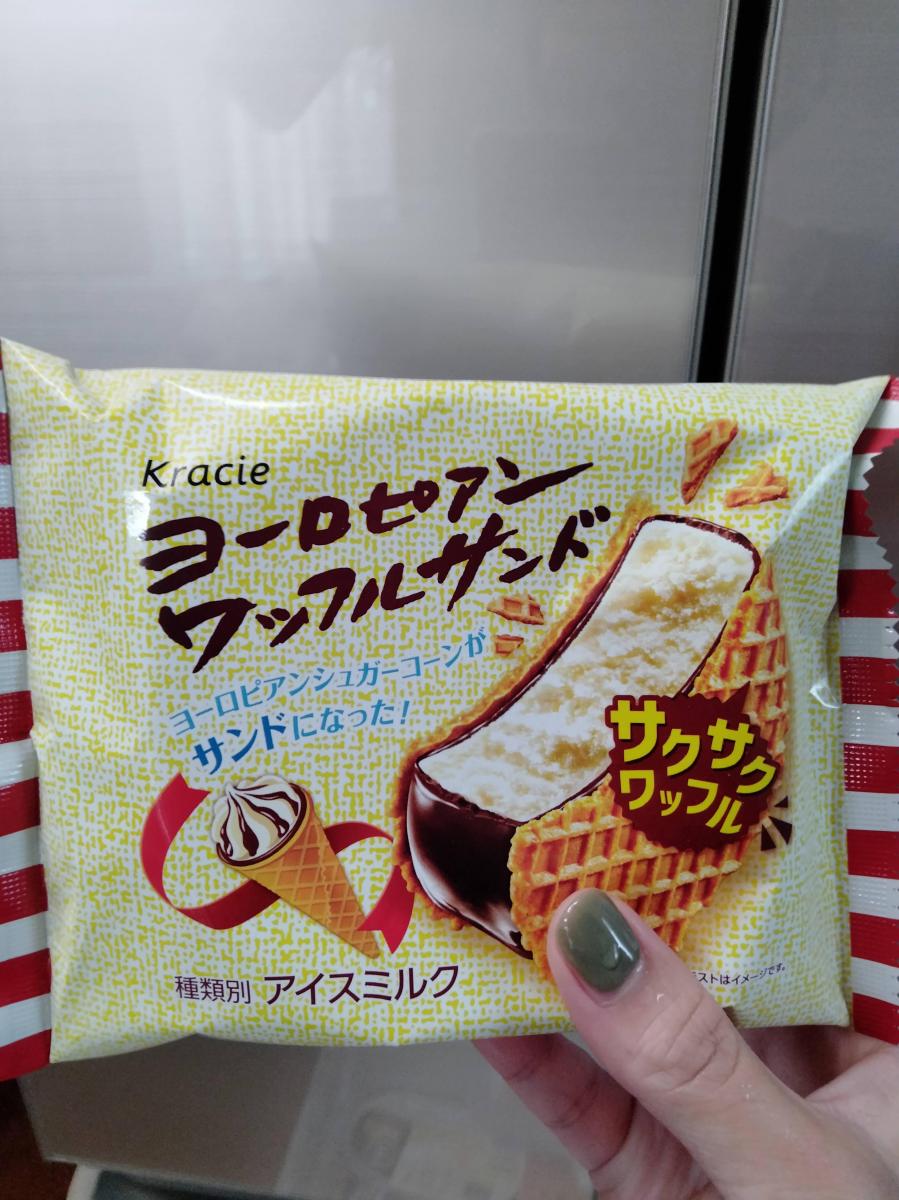 Kracie
ヨーロピアン
ワッフルサンド
ヨーロピアンシュガーコーンが
サンドになった!
サクサク
ワッフル
種類別 アイスミルク
ストはイメージです。